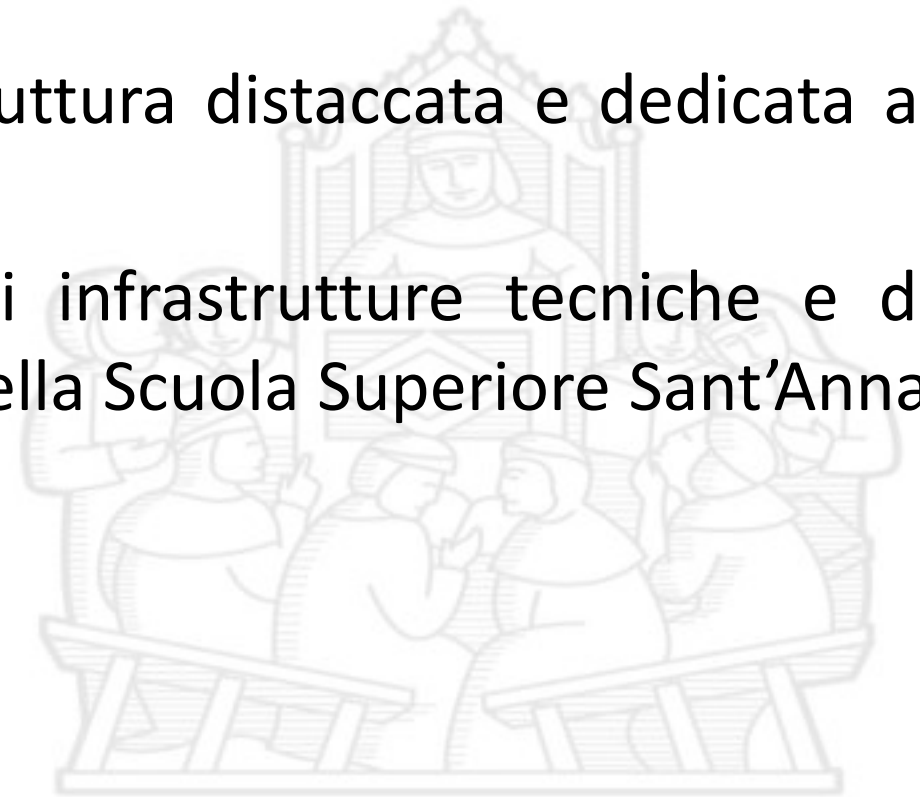 uttura distaccata e dedicata a
i infrastrutture tecniche e d
ella Scuola Superiore Sant’Anna